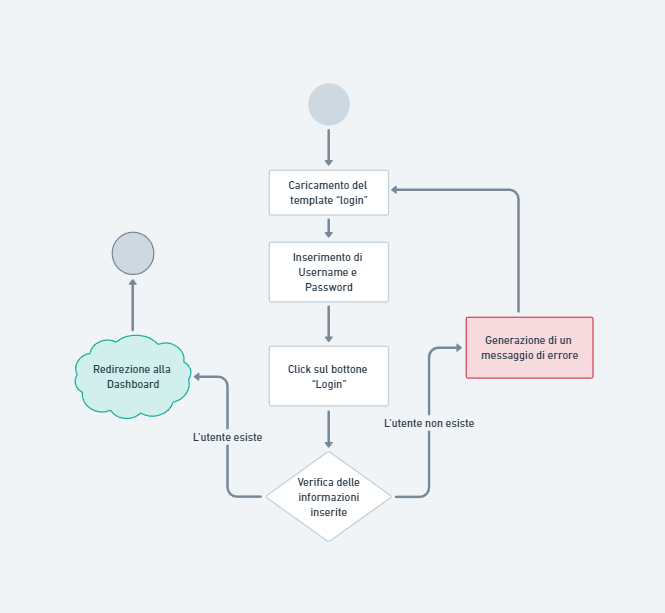 Caricamento del
template “login”
Inserimento di
Username e
Password
Generazione di un
messaggio di errore
Click sul bottone
“Login”
Redirezione alla
Dashboard
L’utente non esiste
L’utente esiste
Verifica delle
informazioni
inserite